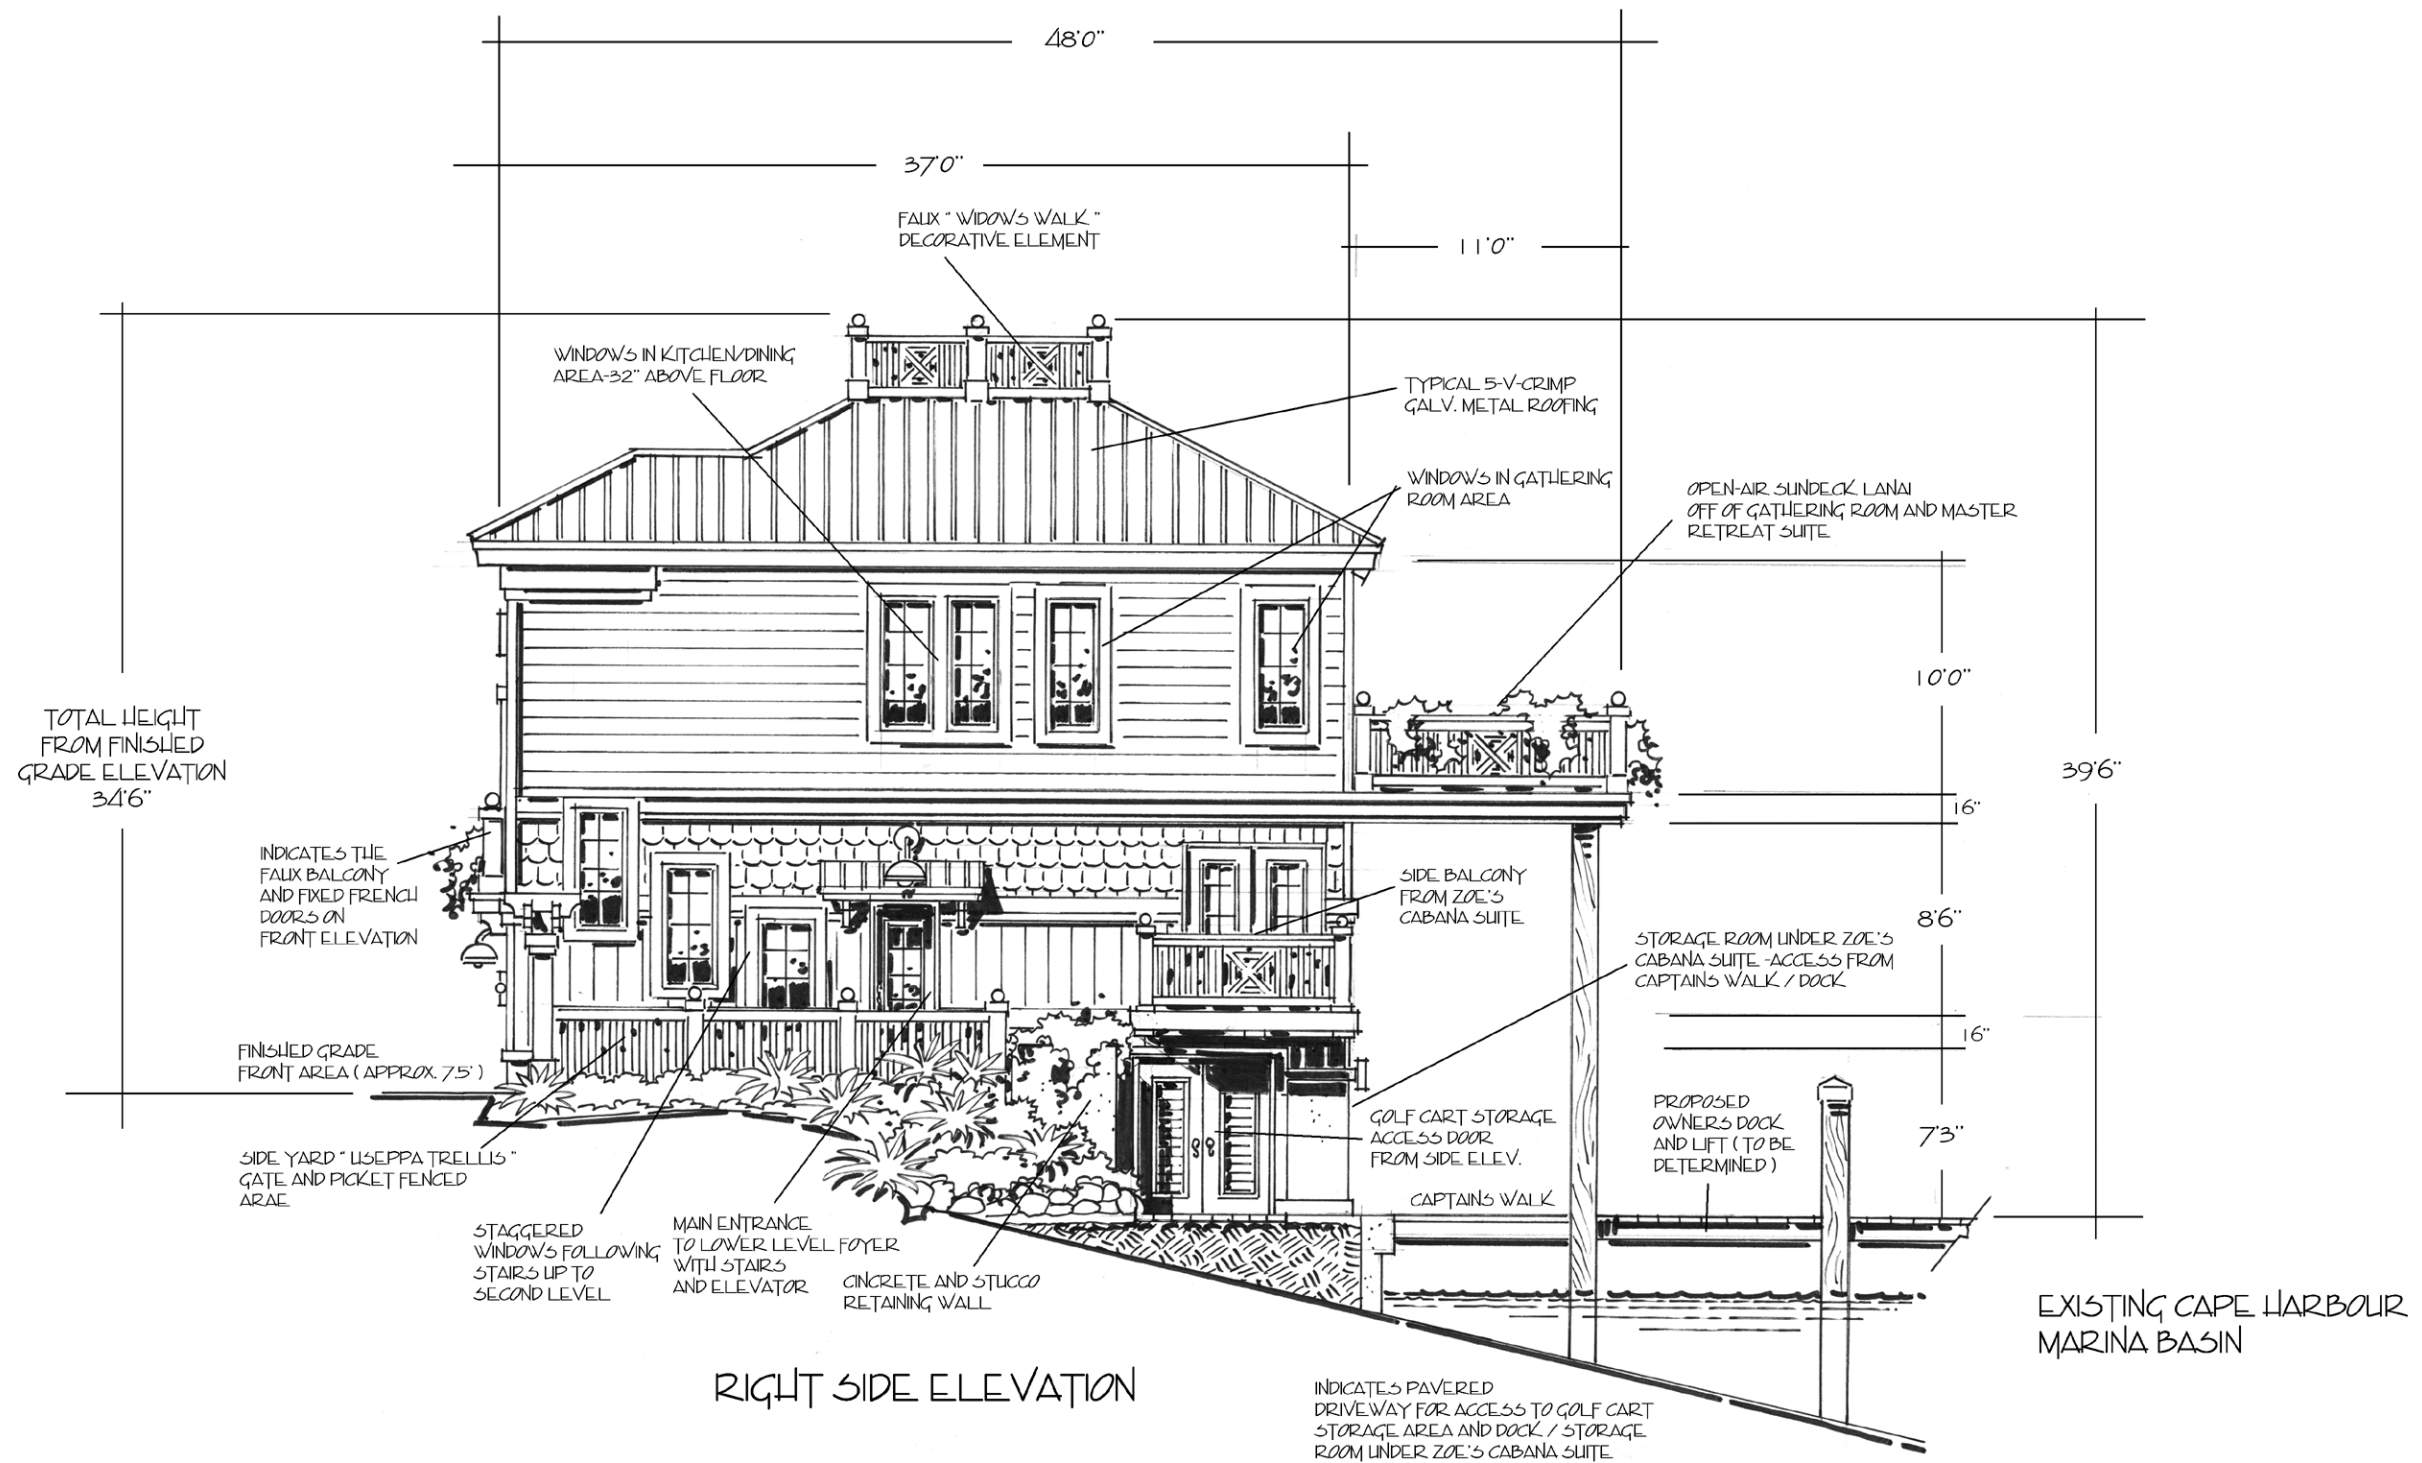 48'0"
37'0"
FAUX " WIDOWS WALK "
DECORATIVE ELEMENT
11'0"
WINDOWS IN KITCHEN/DINING
AREA-32" ABOVE FLOOR
TYPICAL 5-V-CRIMP
GALV. METAL ROOFING
WINDOWS IN GATHERING
ROOM AREA
OPEN-AIR SUNDECK LANAI
OFF OF GATHERING ROOM AND MASTER
RETREAT SUITE
10'0"
TOTAL HEIGHT
FROM FINISHED
GRADE ELEVATION
34'6"
39'6"
16"
INDICATES THE
FAUX BALCONY
AND FIXED FRENCH
DOORS ON
FRONT ELEVATION
SIDE BALCONY
FROM ZOE'S
CABANA SUITE
8'6"
STORAGE ROOM UNDER ZOE'S
CABANA SUITE -ACCESS FROM
CAPTAINS WALK / DOCK
16"
FINISHED GRADE
FRONT AREA ( APPROX. 7.5' )
GOLF CART STORAGE
ACCESS DOOR
FROM SIDE ELEV.
PROPOSED
OWNERS DOCK
AND LIFT ( TO BE
DETERMINED )
7'3"
SIDE YARD " USEPPA TRELLIS "
GATE AND PICKET FENCED
ARAE
CAPTAINS WALK
STAGGERED
WINDOWS FOLLOWING
STAIRS UP TO
SECOND LEVEL
MAIN ENTRANCE
TO LOWER LEVEL FOYER
WITH STAIRS
AND ELEVATOR
CINCRETE AND STUCCO
RETAINING WALL
EXISTING CAPE HARBOUR
MARINA BASIN
RIGHT SIDE ELEVATION
INDICATES PAVERED
DRIVEWAY FOR ACCESS TO GOLF CART
STORAGE AREA AND DOCK / STORAGE
ROOM UNDER ZOE'S CABANA SUITE